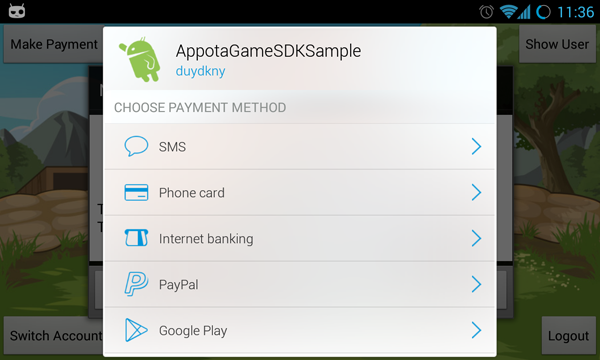 11:36
Make Payment
Show User
AppotaGameSDKSample
duydkny
CHOOSE PAYMENT METHOD
SMS
Phone card
Internet banking
PayPal
Google Play
Switch Account
Logout